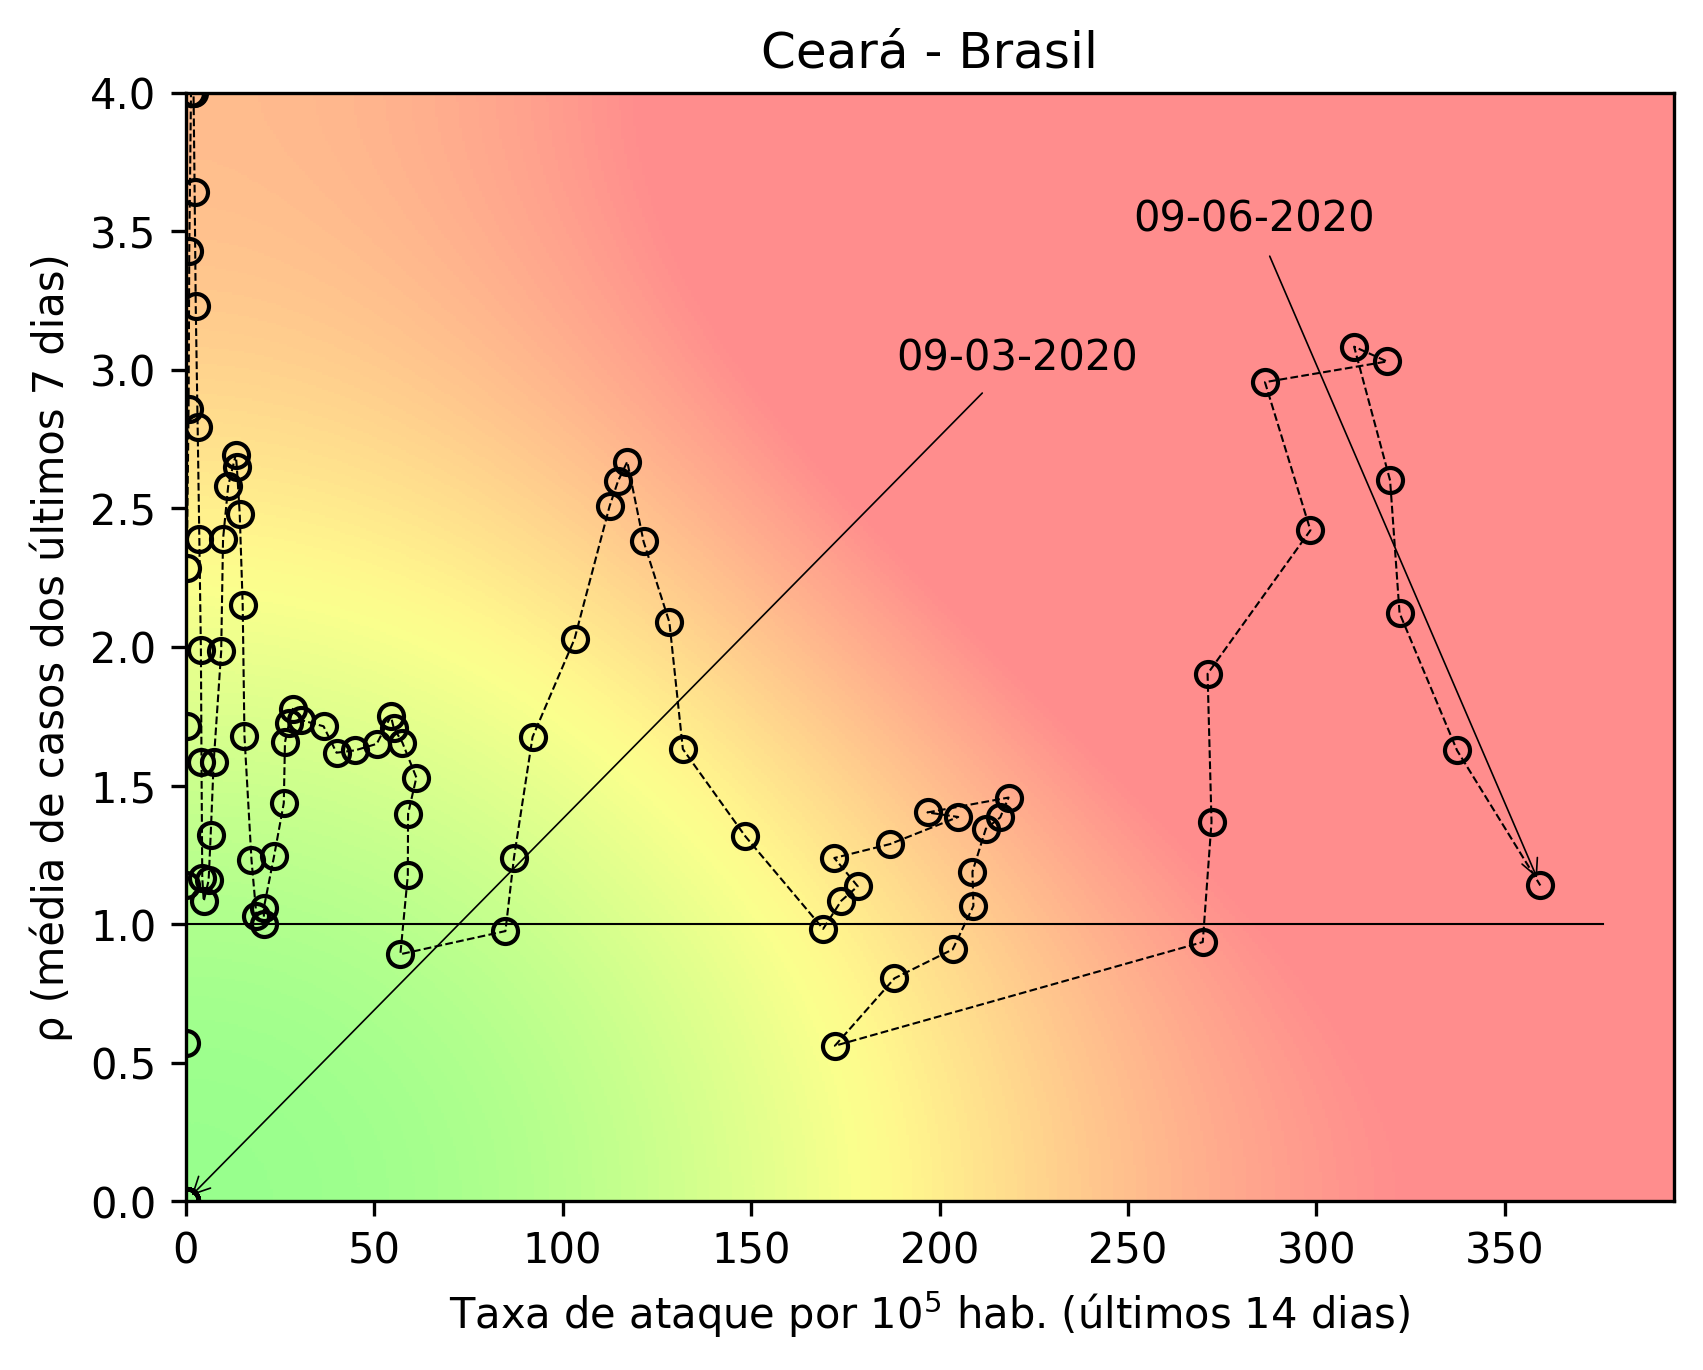 Ceará - Brasil
4.0
3.5
3.0
2.5
2.0
1.5
1.0
0.5
0.0
ρ (média de casos dos últimos 7 dias)
09-06-2020
09-03-2020
0 50 100 150 200 250 300 350
Taxa de ataque por 10⁵ hab. (últimos 14 dias)